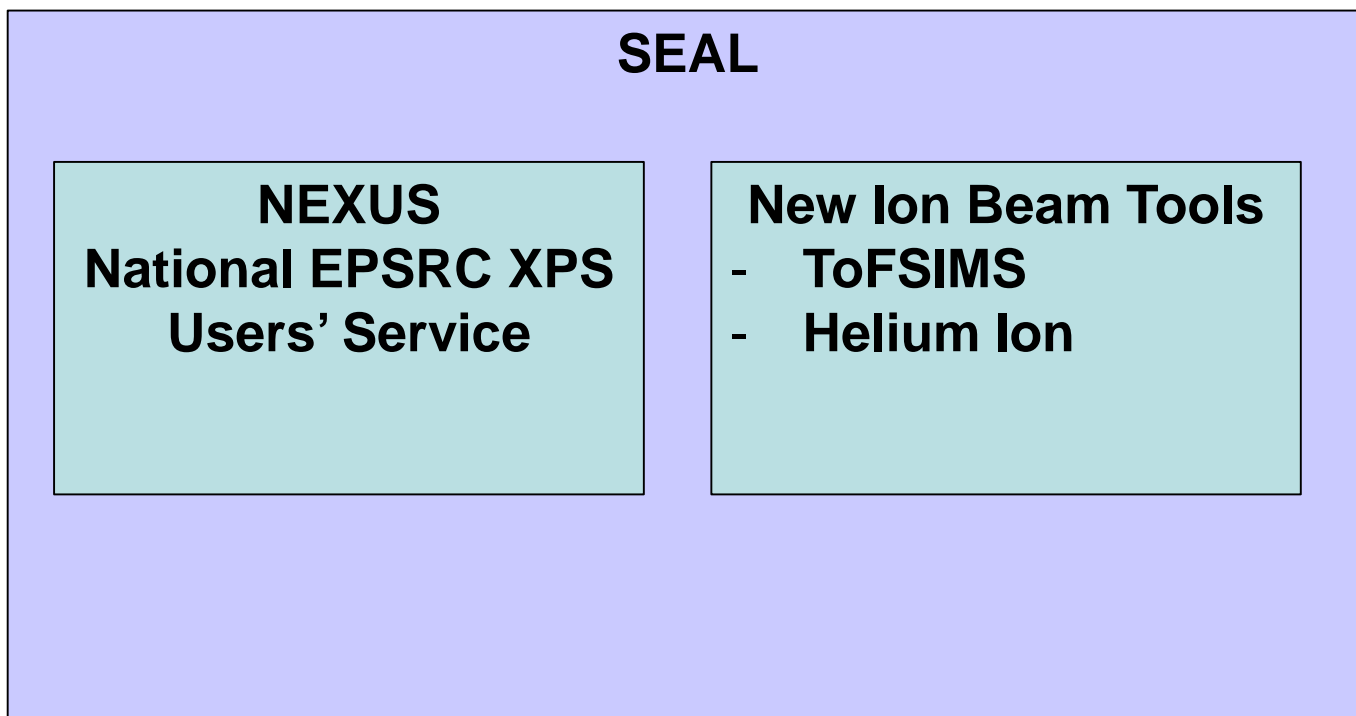 SEAL
NEXUS
National EPSRC XPS
Users’ Service
New Ion Beam Tools
- ToFSIMS
- Helium Ion